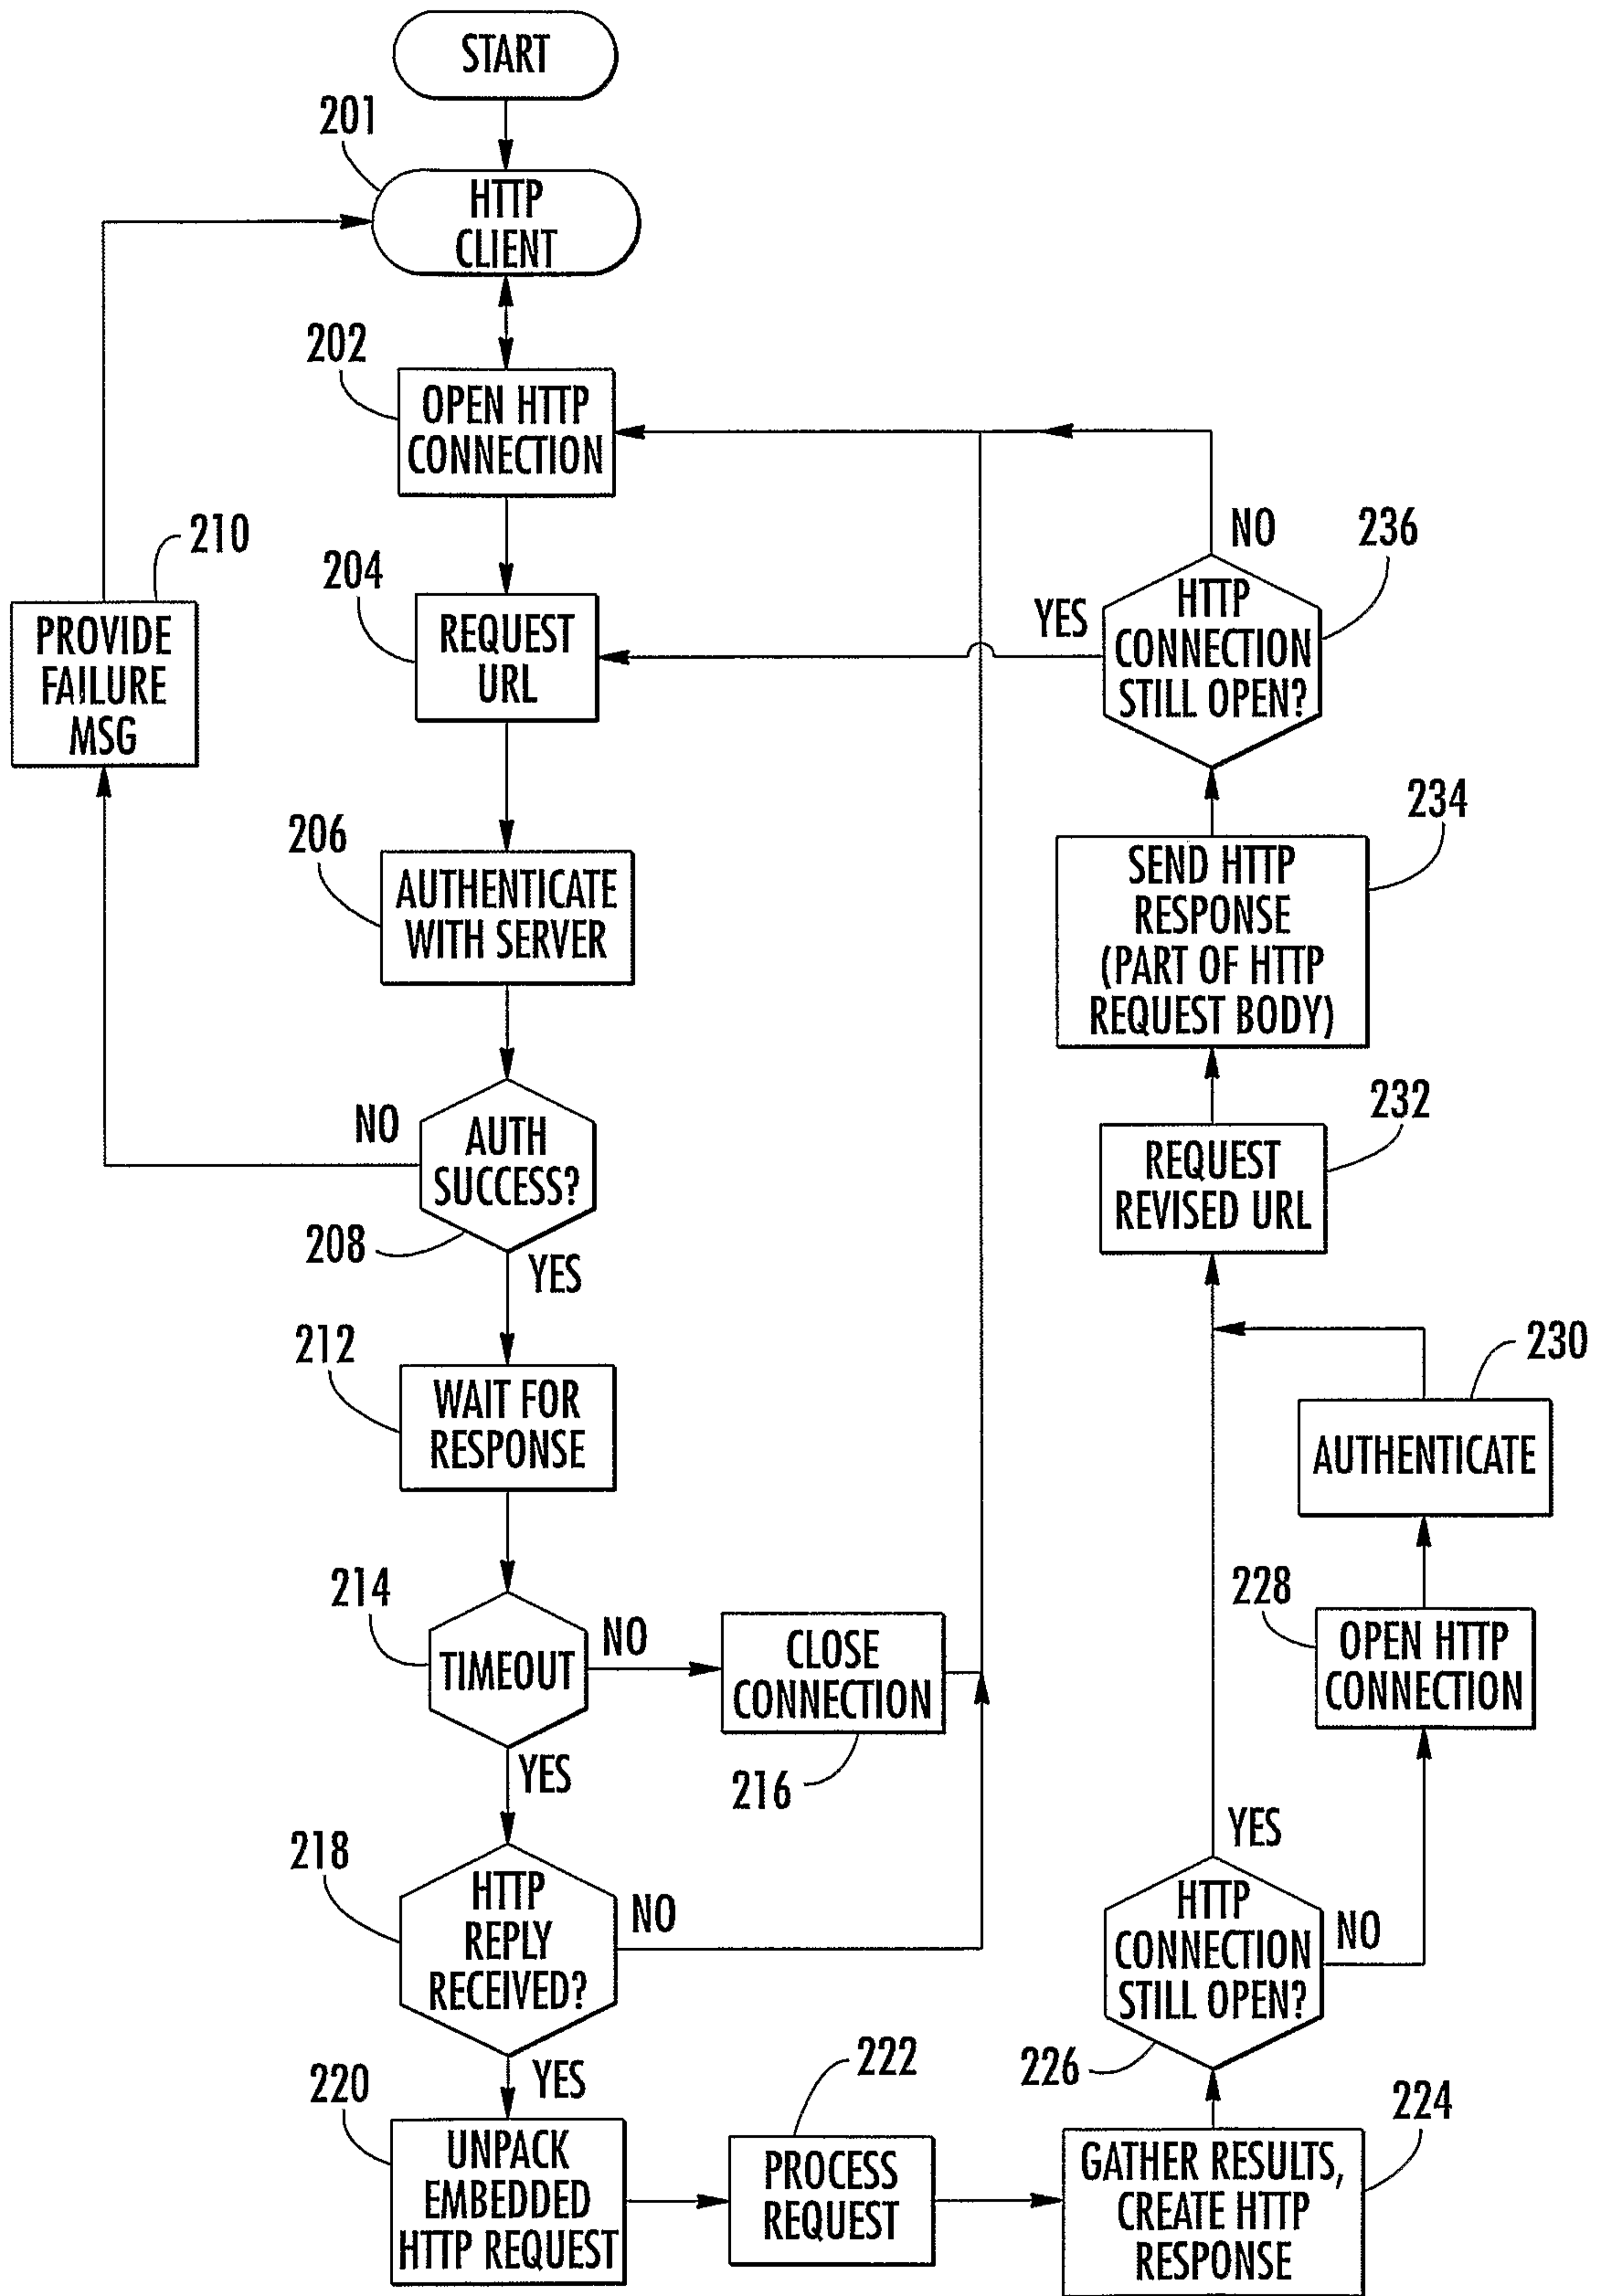 START
201
HTTP
CLIENT
202
OPEN HTTP
CONNECTION
210
PROVIDE
FAILURE
MSG
204
REQUEST
URL
NO
236
YES
HTTP
CONNECTION
STILL OPEN?
206
AUTHENTICATE
WITH SERVER
234
SEND HTTP
RESPONSE
(PART OF HTTP
REQUEST BODY)
NO
AUTH
SUCCESS?
208
YES
232
REQUEST
REVISED URL
212
WAIT FOR
RESPONSE
230
AUTHENTICATE
214
TIMEOUT
NO
CLOSE
CONNECTION
216
YES
228
OPEN HTTP
CONNECTION
218
HTTP
REPLY
RECEIVED?
NO
YES
YES
HTTP
CONNECTION
STILL OPEN?
NO
226
220
UNPACK
EMBEDDED
HTTP REQUEST
222
PROCESS
REQUEST
224
GATHER RESULTS,
CREATE HTTP
RESPONSE